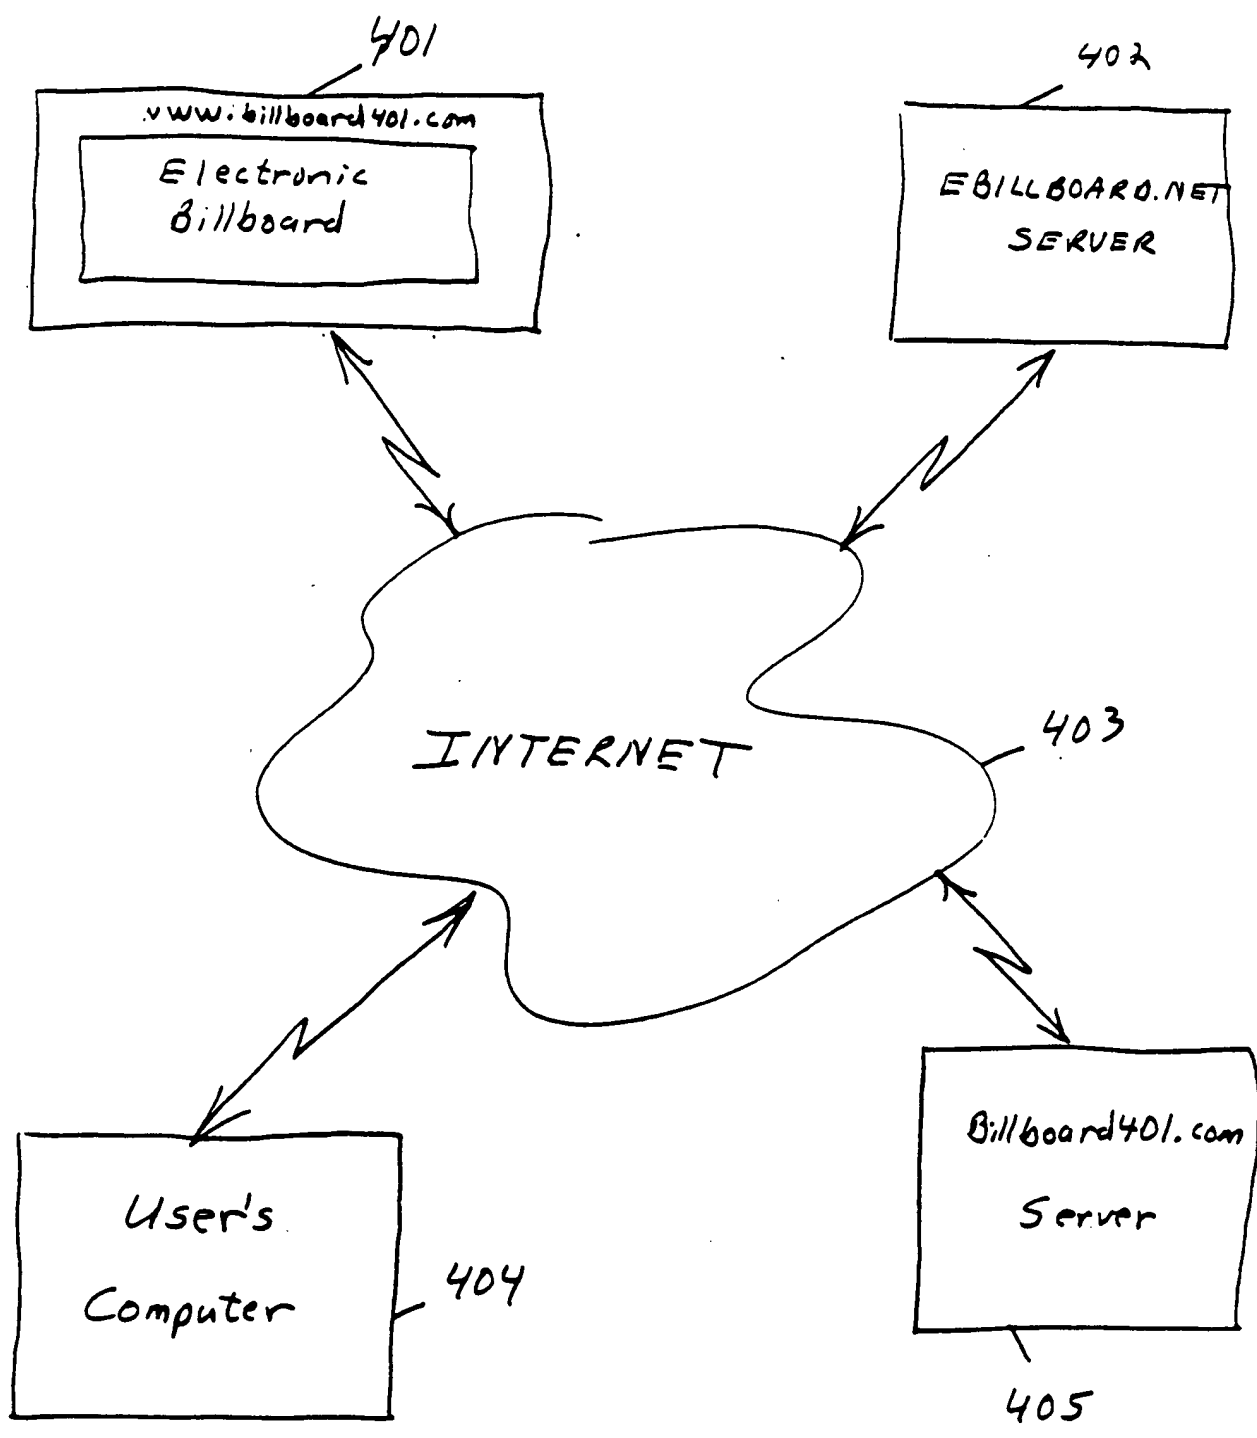 401
402
www.billboard401.com
Electronic
Billboard
EBILLBOARD.NET
SERVER
INTERNET
403
User's
Computer
404
Billboard401.com
Server
405